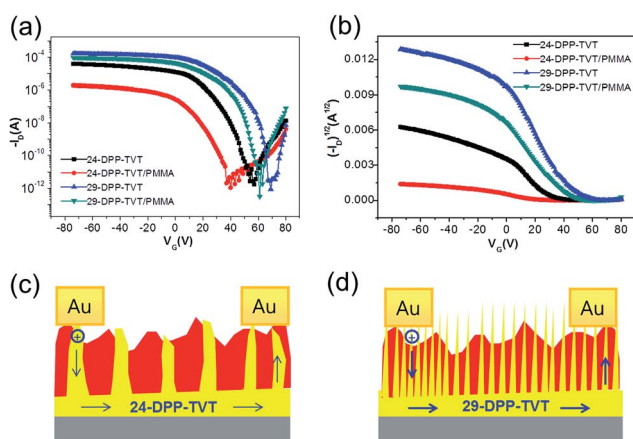 (a)
(b)
10⁻⁴
10⁻⁶
10⁻⁸
10⁻¹⁰
10⁻¹²
-I_D(A)
24-DPP-TVT
24-DPP-TVT/PMMA
29-DPP-TVT
29-DPP-TVT/PMMA
-80 -60 -40 -20 0 20 40 60 80
V_G(V)
0.012
0.009
0.006
0.003
0.000
(-I_D)^1/2(A^1/2)
24-DPP-TVT
24-DPP-TVT/PMMA
29-DPP-TVT
29-DPP-TVT/PMMA
-80 -60 -40 -20 0 20 40 60 80
V_G(V)
(c)
Au
Au
+
24-DPP-TVT
(d)
Au
Au
+
29-DPP-TVT